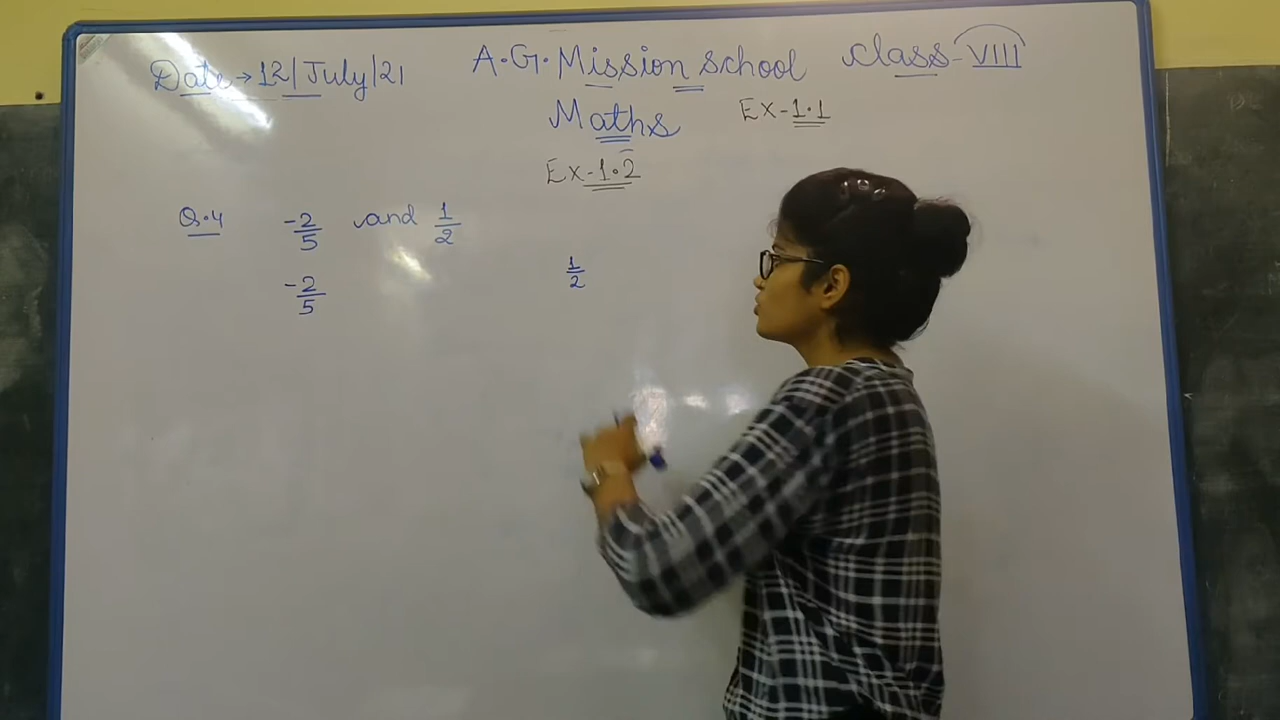 Date → 12/July/21 A.G.Mission school class-VIII
Maths Ex-1.1
Ex-1.2
Q.4 -2/5 and 1/2
-2/5 1/2